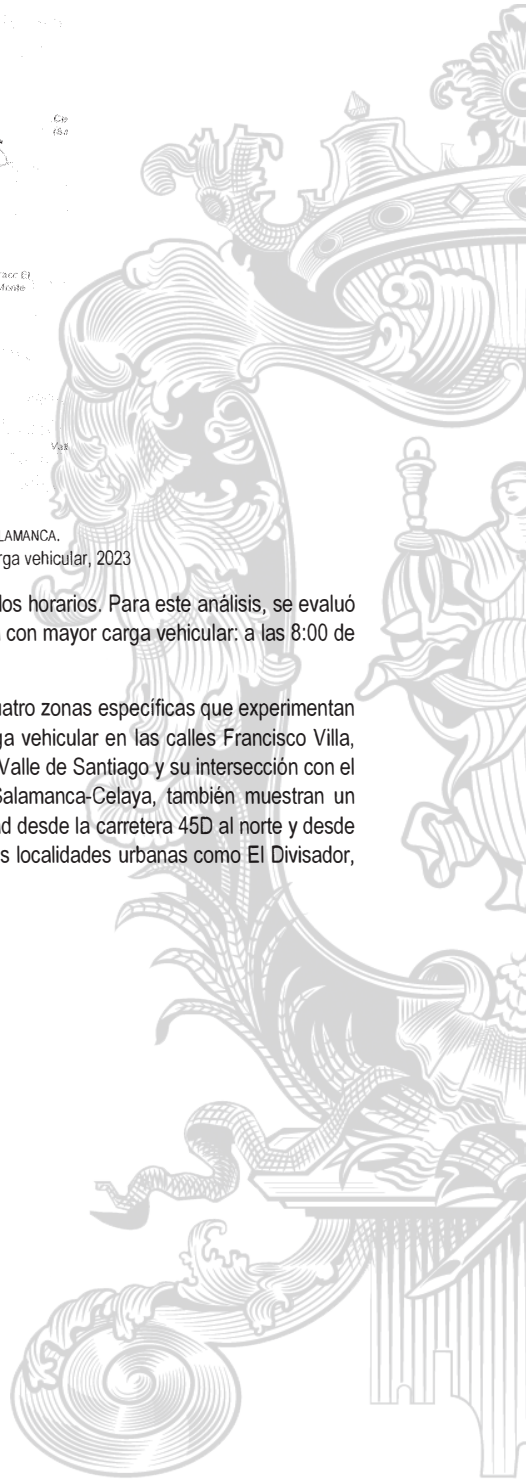 LAMANCA.
rga vehicular, 2023
los horarios. Para este análisis, se evaluó
con mayor carga vehicular: a las 8:00 de
uatro zonas específicas que experimentan
ga vehicular en las calles Francisco Villa,
Valle de Santiago y su intersección con el
Salamanca-Celaya, también muestran un
ad desde la carretera 45D al norte y desde
s localidades urbanas como El Divisador,